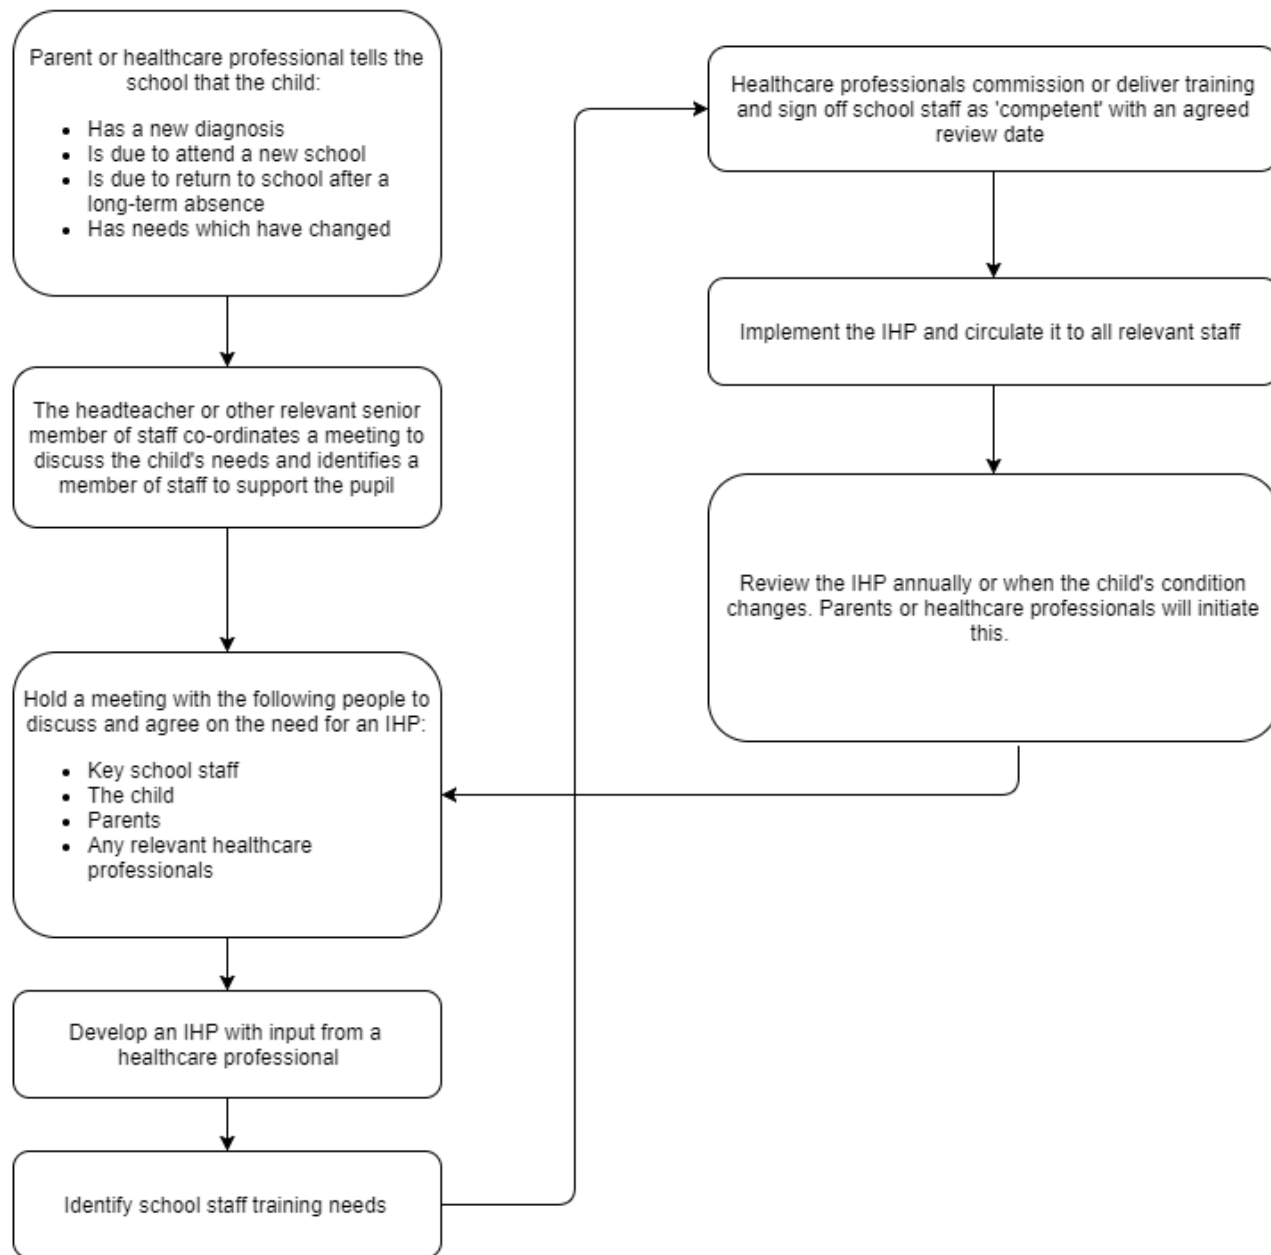 Parent or healthcare professional tells the
school that the child:
• Has a new diagnosis
• Is due to attend a new school
• Is due to return to school after a
long-term absence
• Has needs which have changed
The headteacher or other relevant senior
member of staff co-ordinates a meeting to
discuss the child's needs and identifies a
member of staff to support the pupil
Hold a meeting with the following people to
discuss and agree on the need for an IHP:
• Key school staff
• The child
• Parents
• Any relevant healthcare
professionals
Develop an IHP with input from a
healthcare professional
Identify school staff training needs
Healthcare professionals commission or deliver training
and sign off school staff as 'competent' with an agreed
review date
Implement the IHP and circulate it to all relevant staff
Review the IHP annually or when the child's condition
changes. Parents or healthcare professionals will initiate
this.